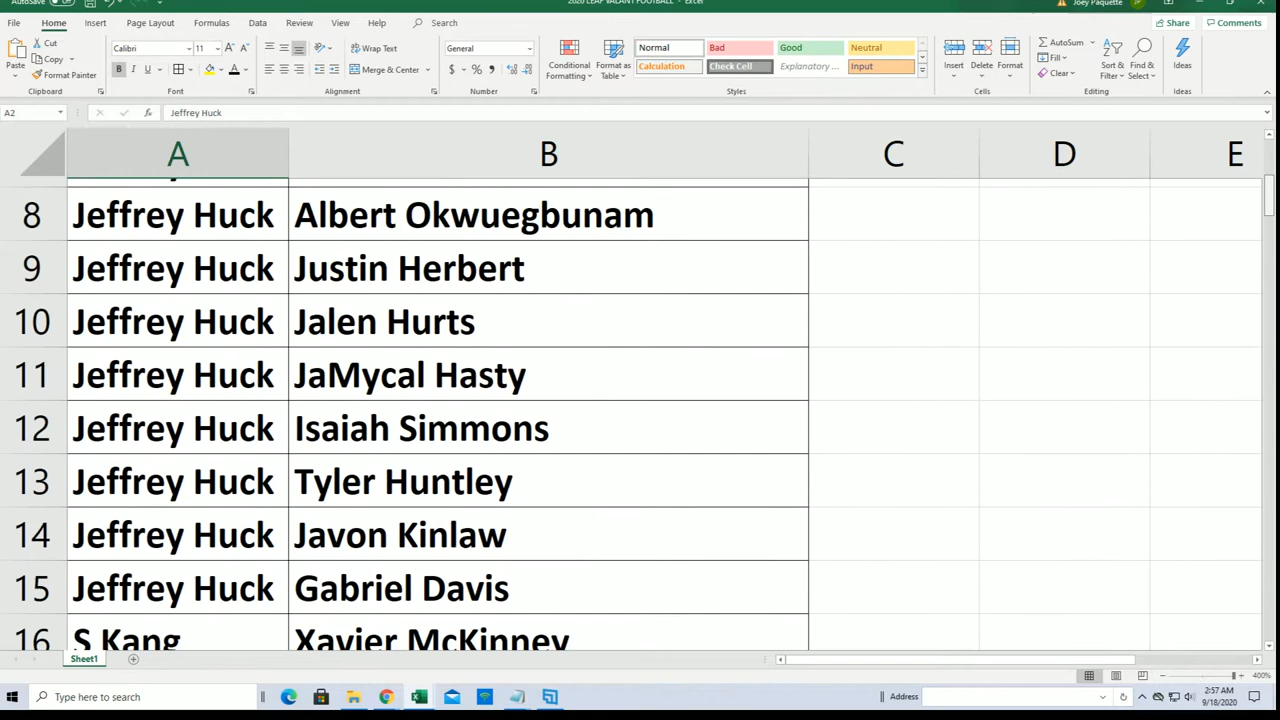 AutoSave Off 2020 LEAF VALIANT FOOTBALL - Excel Joey Paquette JP
File Home Insert Page Layout Formulas Data Review View Help Search Share Comments
Paste Cut Copy Format Painter
Calibri 11 B I U A
Wrap Text Merge & Center
General $ % ,
Conditional Formatting Format as Table
Normal Bad Good Neutral
Calculation Check Cell Explanatory ... Input
Insert Delete Format
AutoSum Fill Clear Sort & Filter Find & Select Ideas
Clipboard Font Alignment Number Styles Cells Editing Ideas
A2 fx Jeffrey Huck
A B C D E
8 Jeffrey Huck Albert Okwuegbunam
9 Jeffrey Huck Justin Herbert
10 Jeffrey Huck Jalen Hurts
11 Jeffrey Huck JaMycal Hasty
12 Jeffrey Huck Isaiah Simmons
13 Jeffrey Huck Tyler Huntley
14 Jeffrey Huck Javon Kinlaw
15 Jeffrey Huck Gabriel Davis
16 S Kang Xavier McKinney
Sheet1
400%
Type here to search Address 2:57 AM
9/18/2020